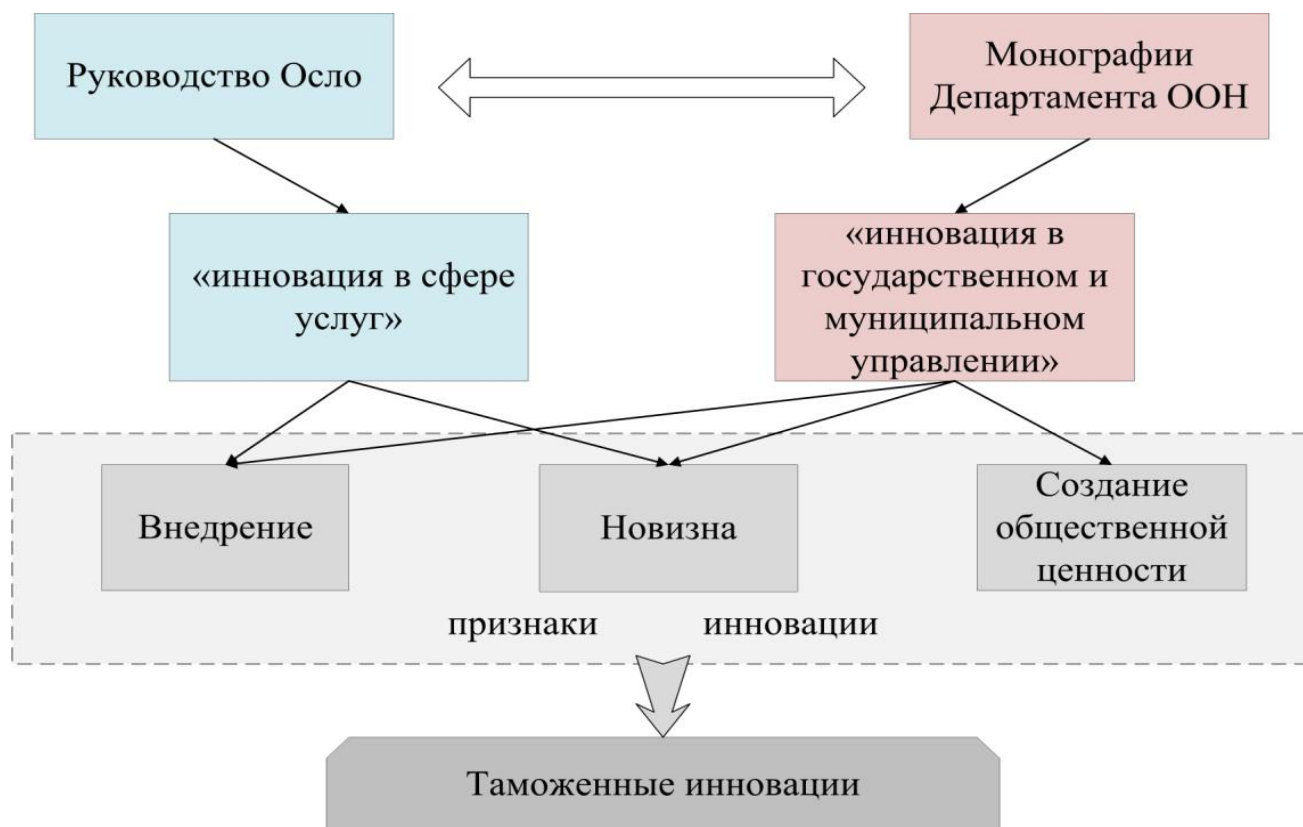 Руководство Осло
Монографии
Департамента ООН
«инновация в сфере
услуг»
«инновация в
государственном и
муниципальном
управлении»
Внедрение
Новизна
Создание
общественной
ценности
признаки инновации
Таможенные инновации